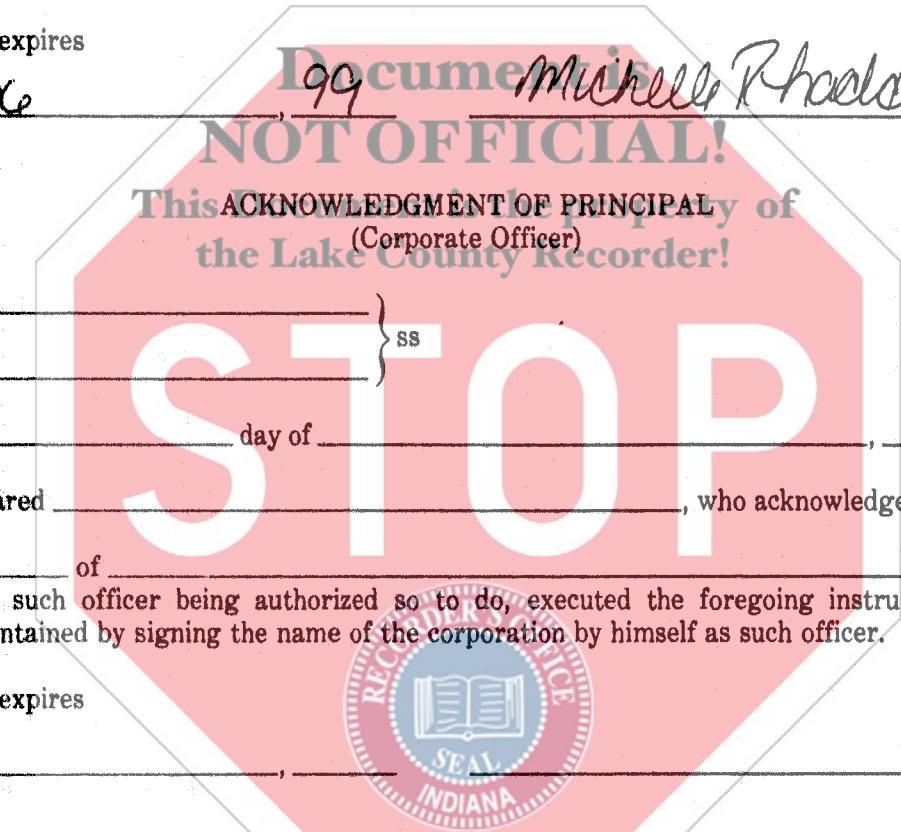 expires
, 99 Michelle
Document is
NOT OFFICIAL!
This Document is the property of
the Lake County Recorder!
ACKNOWLEDGMENT OF PRINCIPAL
(Corporate Officer)
} ss
STOP
day of ,
ared , who acknowledge
of
such officer being authorized so to do, executed the foregoing instru
ntained by signing the name of the corporation by himself as such officer.
expires
,
RECORDER'S OFFICE
SEAL
INDIANA